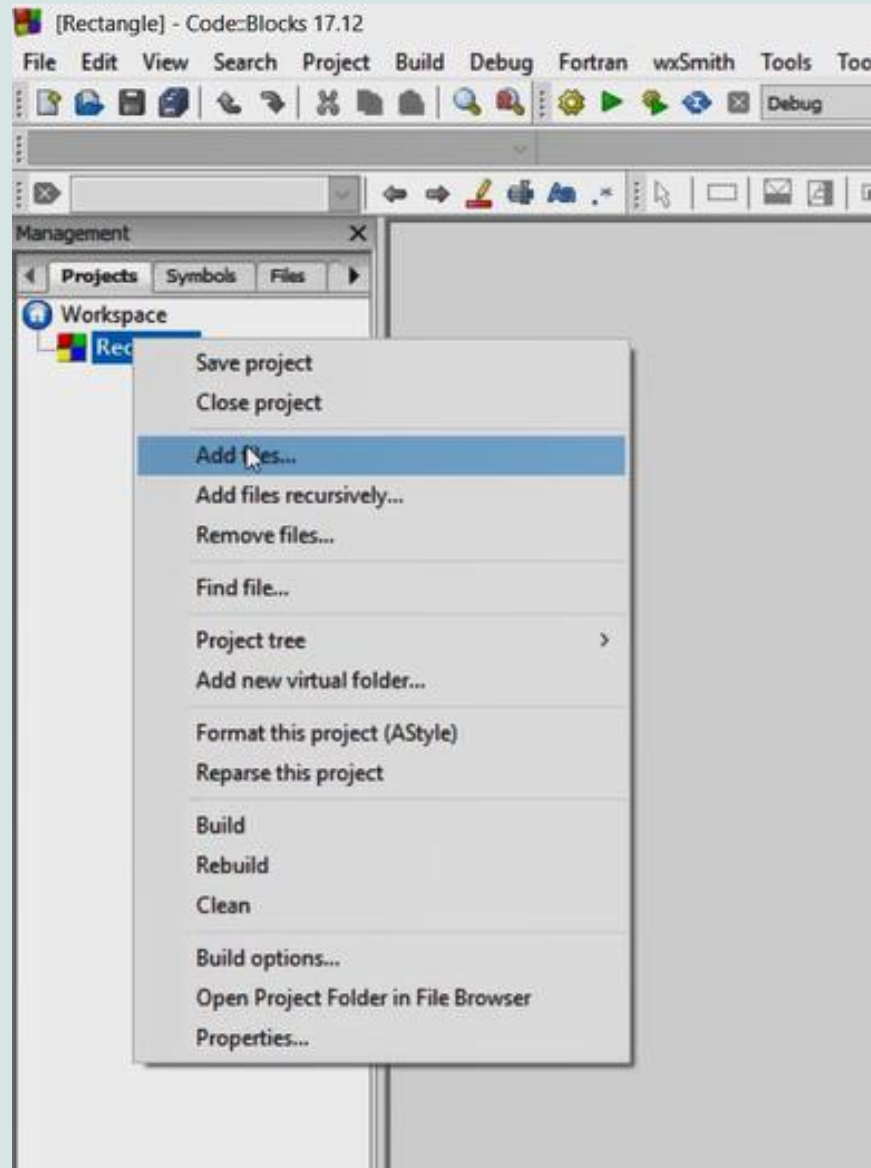 [Rectangle] - Code::Blocks 17.12
File Edit View Search Project Build Debug Fortran wxSmith Tools
Debug
Management
Projects Symbols Files
Workspace
Save project
Close project
Add files...
Add files recursively...
Remove files...
Find file...
Project tree
Add new virtual folder...
Format this project (AStyle)
Reparse this project
Build
Rebuild
Clean
Build options...
Open Project Folder in File Browser
Properties...